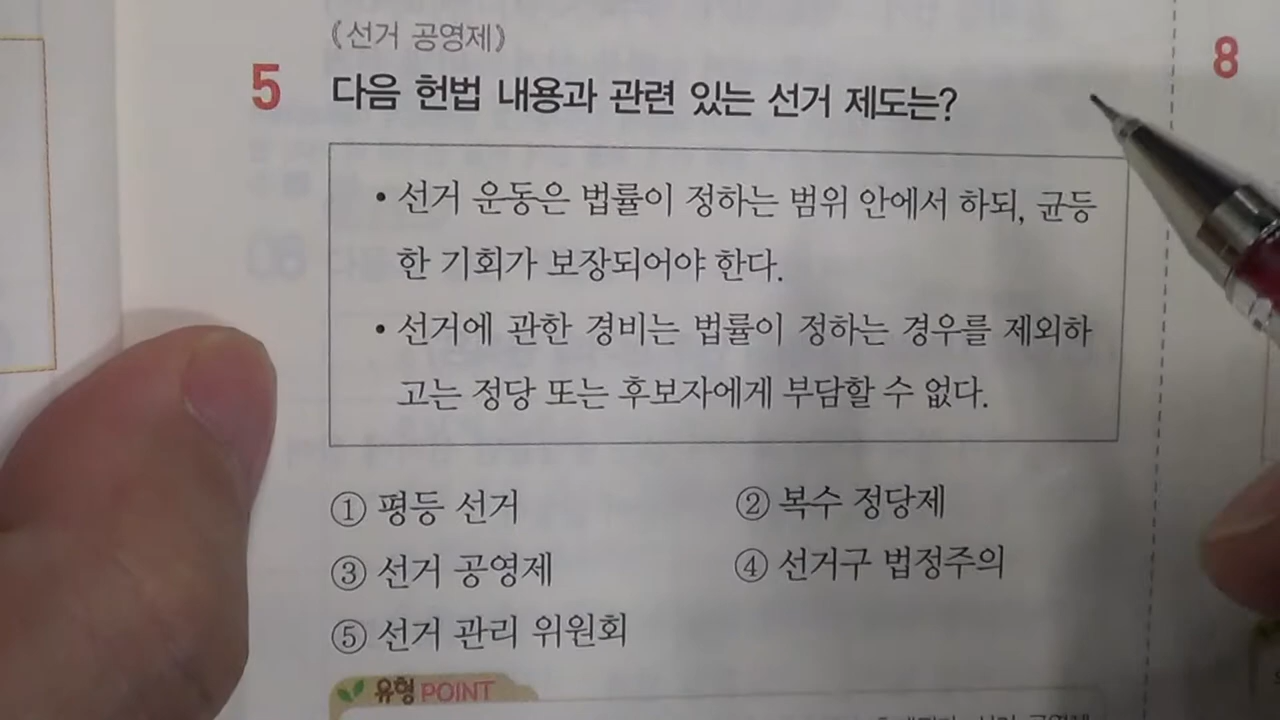 《선거 공영제》
5 다음 헌법 내용과 관련 있는 선거 제도는?
• 선거 운동은 법률이 정하는 범위 안에서 하되, 균등
한 기회가 보장되어야 한다.
• 선거에 관한 경비는 법률이 정하는 경우를 제외하
고는 정당 또는 후보자에게 부담할 수 없다.
① 평등 선거
② 복수 정당제
③ 선거 공영제
④ 선거구 법정주의
⑤ 선거 관리 위원회
유형 POINT
8